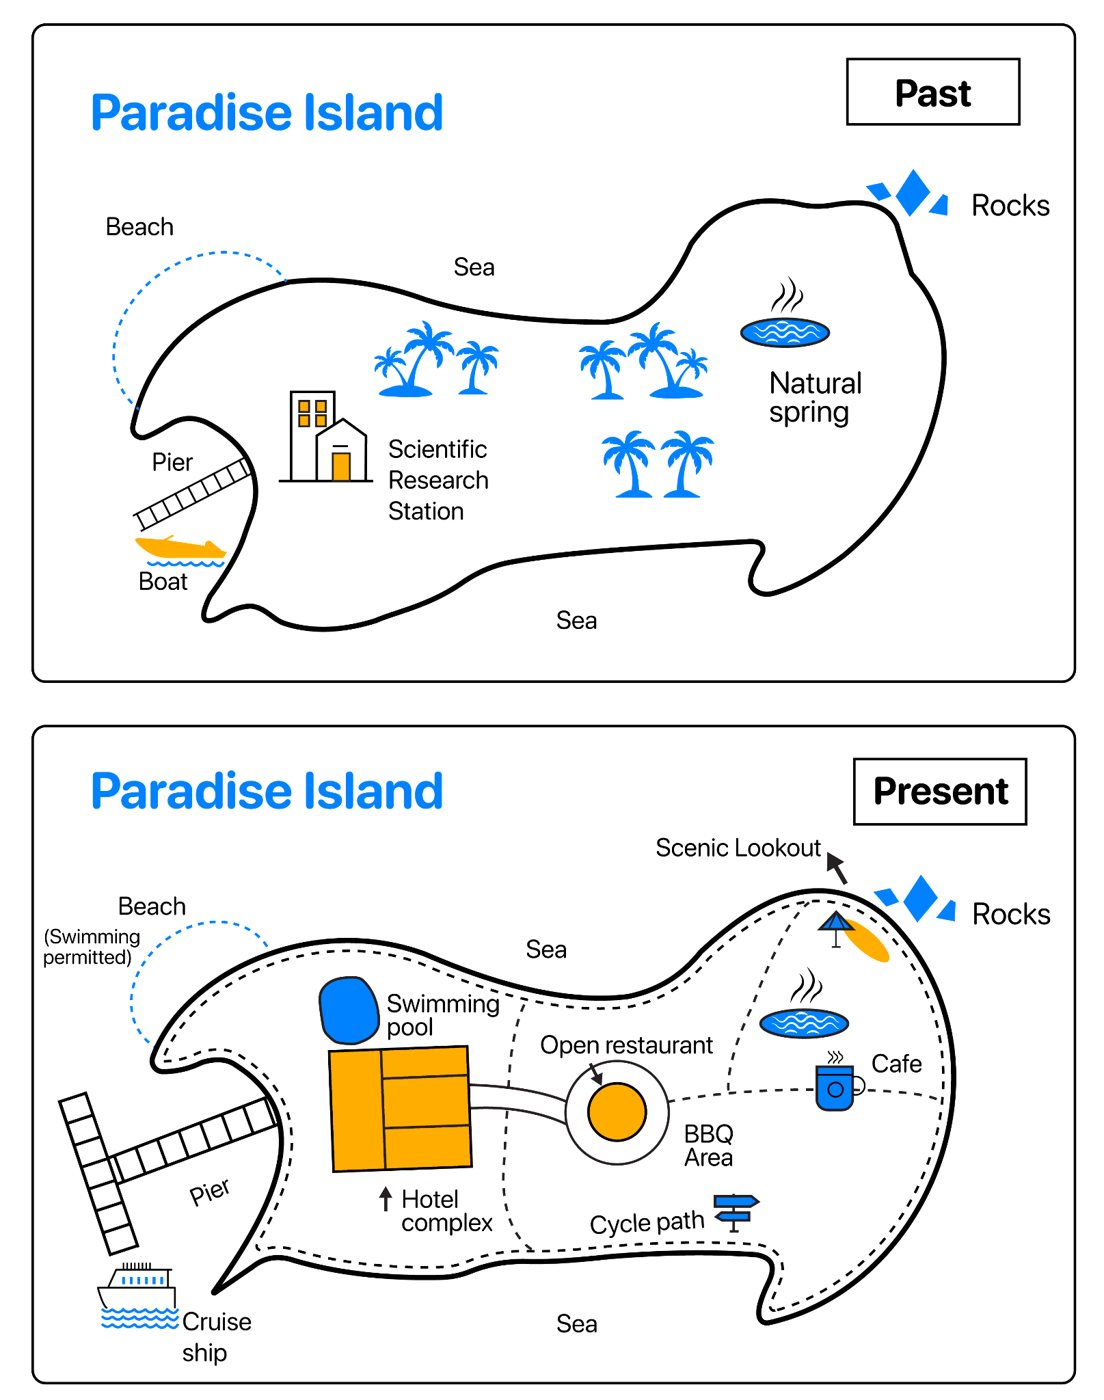 Paradise Island
Past
Rocks
Beach
Sea
Natural
spring
Scientific
Research
Station
Pier
Boat
Sea
Paradise Island
Present
Scenic Lookout
Rocks
Beach
(Swimming
permitted)
Sea
Swimming
pool
Open restaurant
Cafe
BBQ
Area
Pier
Hotel
complex
Cycle path
Cruise
ship
Sea